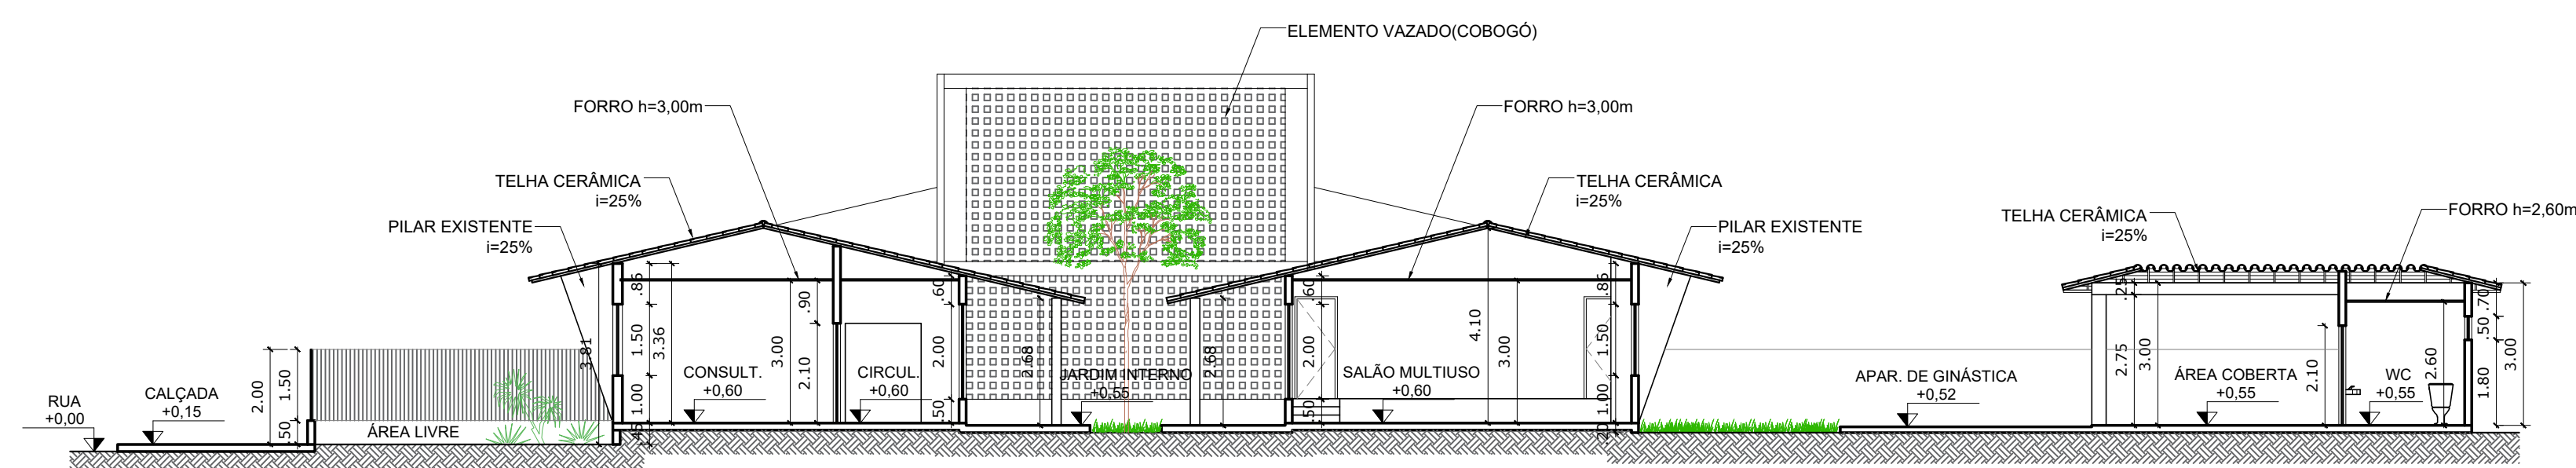 ELEMENTO VAZADO(COBOGÓ)
FORRO h=3,00m
FORRO h=3,00m
TELHA CERÂMICA
i=25%
TELHA CERÂMICA
i=25%
PILAR EXISTENTE
i=25%
PILAR EXISTENTE
i=25%
TELHA CERÂMICA
i=25%
FORRO h=2,60m
RUA
+0,00
CALÇADA
+0,15
2.00
1.50
.50
ÁREA LIVRE
3.81
.85
1.50
1.00
.45
3.36
CONSULT.
+0,60
3.00
.90
2.10
CIRCUL.
+0,60
.60
2.00
.50
2.68
JARDIM INTERNO
+0,55
2.68
.60
2.00
.50
SALÃO MULTIUSO
+0,60
4.10
3.00
.85
1.50
1.00
.20
APAR. DE GINÁSTICA
+0,52
.25
2.75
3.00
ÁREA COBERTA
+0,55
2.10
WC
+0,55
2.60
.70
.50
1.80
3.00